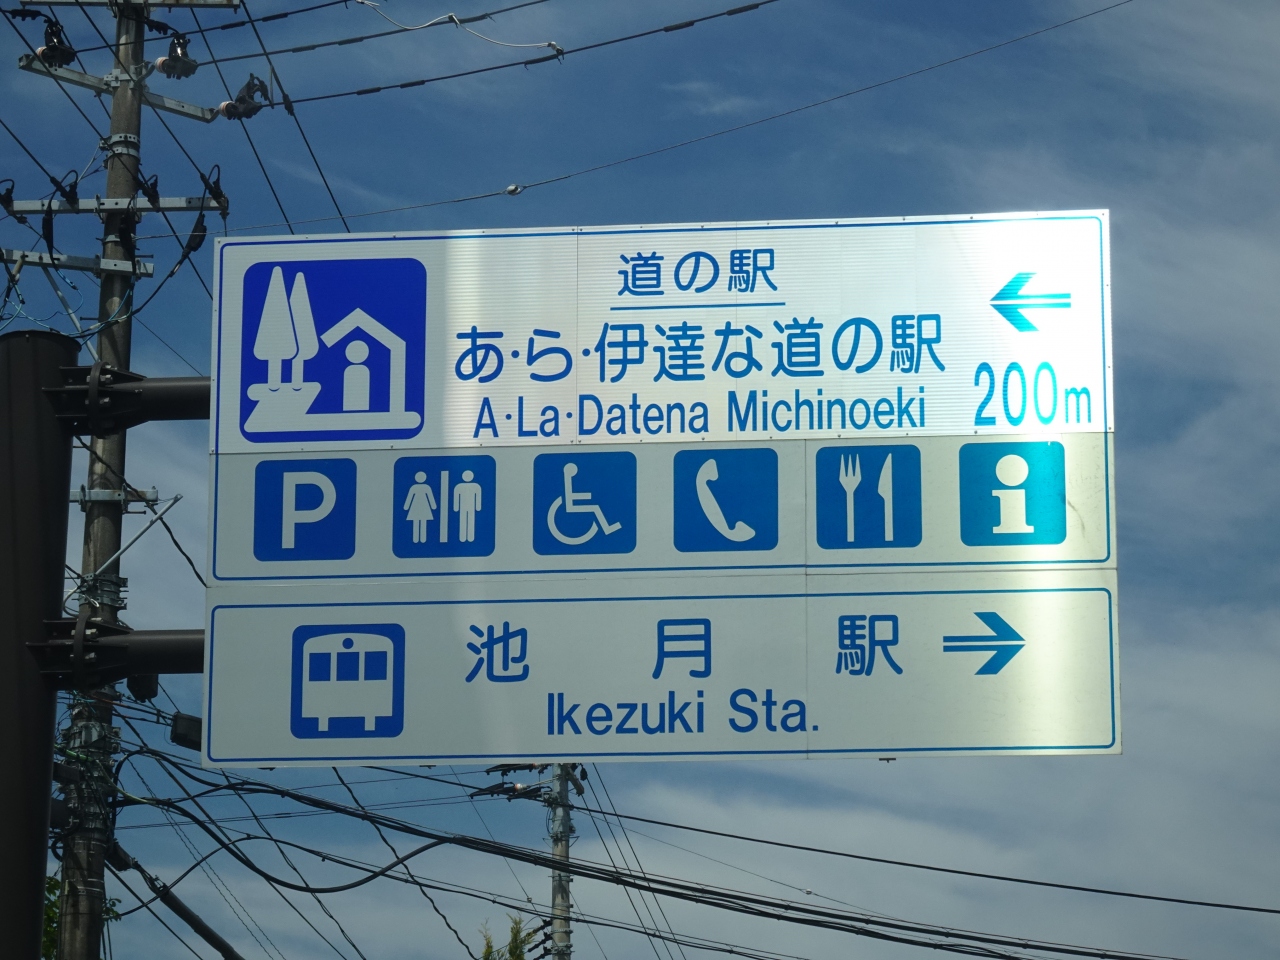 道の駅
あ・ら・伊達な道の駅
A・La・Datena Michinoeki
200m
P
i
池月駅
Ikezuki Sta.